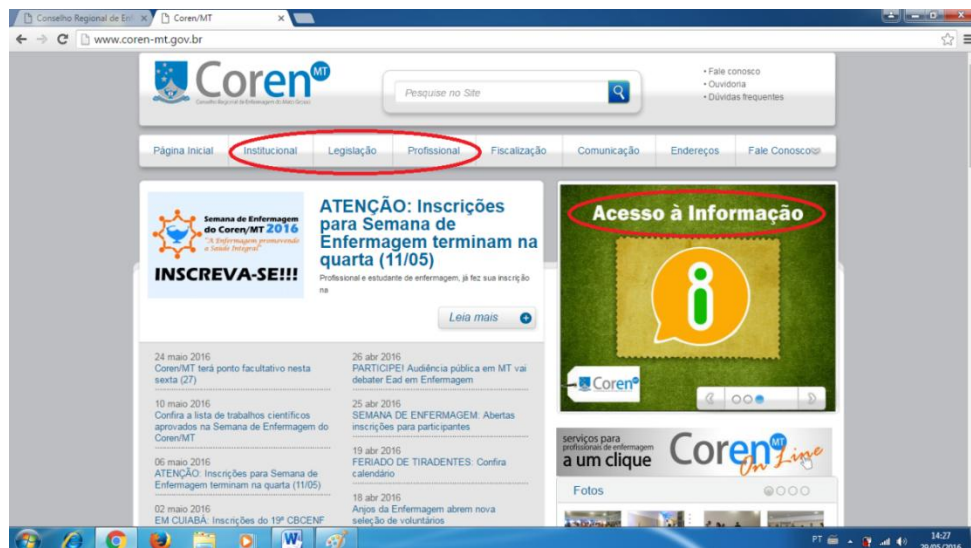 Conselho Regional de Enf
Coren/MT
www.coren-mt.gov.br
Coren MT
Conselho Regional de Enfermagem do Mato Grosso
Pesquise no Site
• Fale conosco
• Ouvidoria
• Dúvidas frequentes
Página Inicial Institucional Legislação Profissional Fiscalização Comunicação Endereços Fale Conosco
Semana de Enfermagem
do Coren/MT 2016
"A Enfermagem promovendo
a Saúde Integral"
INSCREVA-SE!!!
ATENÇÃO: Inscrições
para Semana de
Enfermagem terminam na
quarta (11/05)
Profissional e estudante de enfermagem, já fez sua inscrição
na
Leia mais
Acesso à Informação
i
Coren
24 maio 2016
Coren/MT terá ponto facultativo nesta
sexta (27)
10 maio 2016
Confira a lista de trabalhos científicos
aprovados na Semana de Enfermagem do
Coren/MT
06 maio 2016
ATENÇÃO: Inscrições para Semana de
Enfermagem terminam na quarta (11/05)
02 maio 2016
EM CUIABÁ: Inscrições do 19º CBCENF
26 abr 2016
PARTICIPE! Audiência pública em MT vai
debater Ead em Enfermagem
25 abr 2016
SEMANA DE ENFERMAGEM: Abertas
inscrições para participantes
19 abr 2016
FERIADO DE TIRADENTES: Confira
calendário
18 abr 2016
Anjos da Enfermagem abrem nova
seleção de voluntários
serviços para
profissionais de enfermagem
a um clique
Coren MT
On Line
Fotos
PT
14:27
29/05/2016